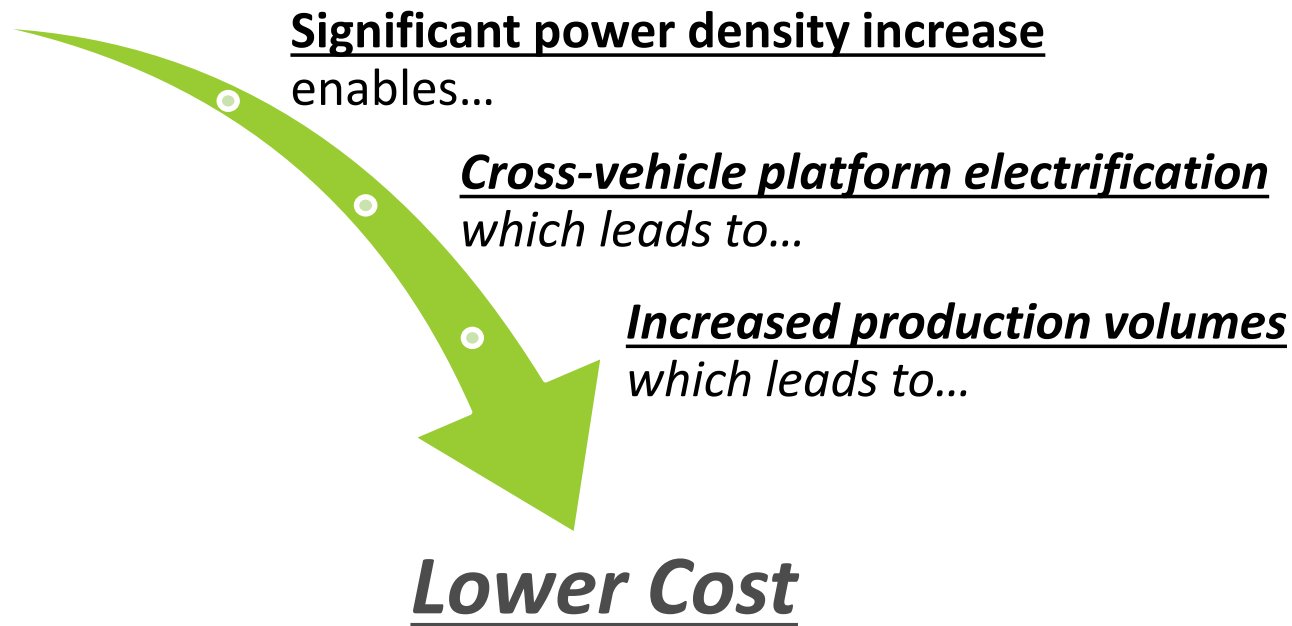 Significant power density increase
enables…
Cross-vehicle platform electrification
which leads to…
Increased production volumes
which leads to…
Lower Cost